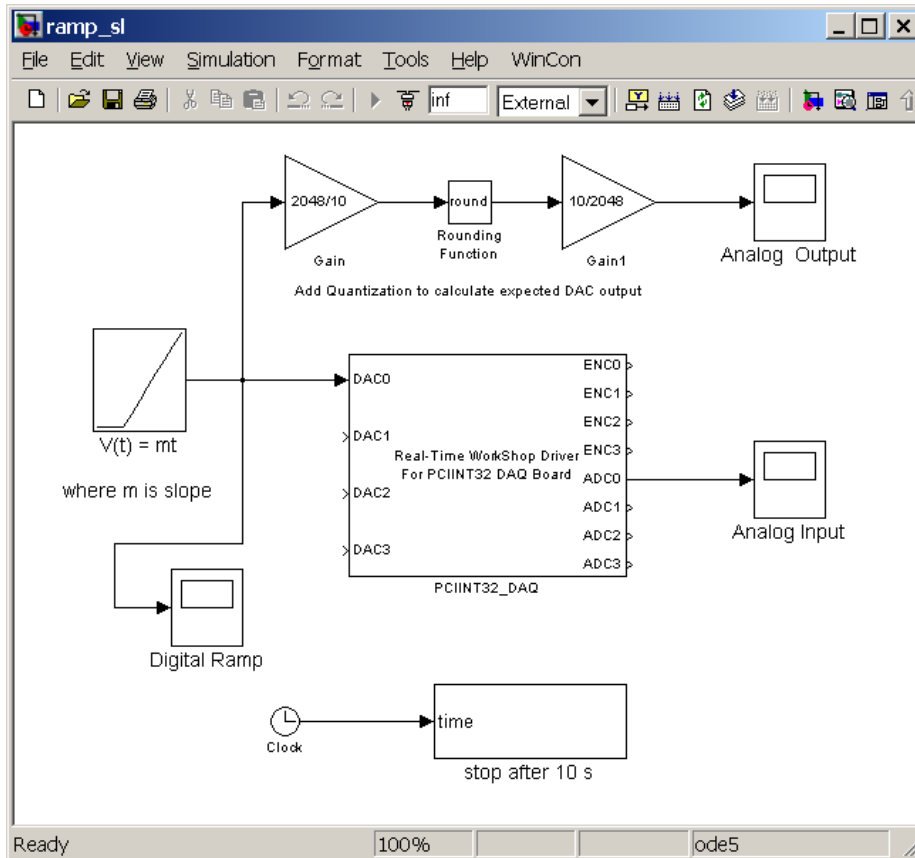 ramp_sl
File Edit View Simulation Format Tools Help WinCon
inf External
2048/10
round
10/2048
Gain
Rounding
Function
Gain1
Analog Output
Add Quantization to calculate expected DAC output
V(t) = mt
where m is slope
DAC0
DAC1
DAC2
DAC3
Real-Time WorkShop Driver
For PCIINT32 DAQ Board
ENC0
ENC1
ENC2
ENC3
ADC0
ADC1
ADC2
ADC3
PCIINT32_DAQ
Analog Input
Digital Ramp
Clock
time
stop after 10 s
Ready 100% ode5